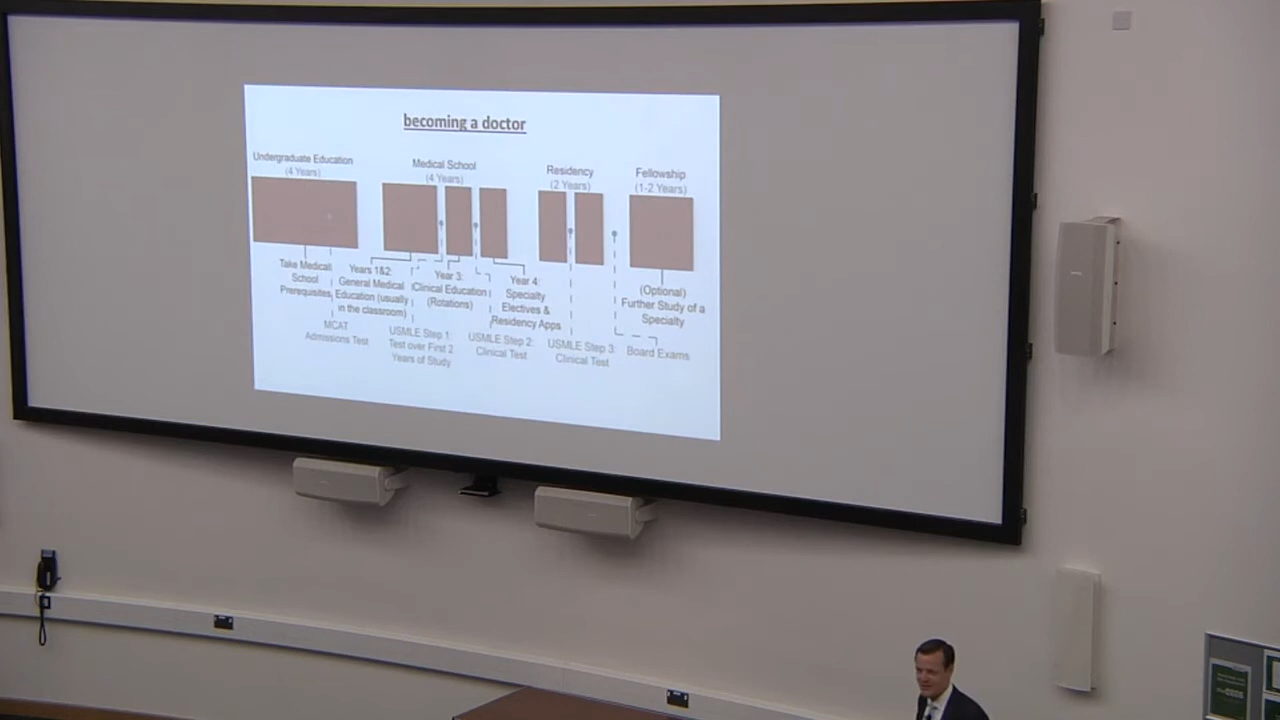 becoming a doctor
Undergraduate Education
(4 Years)
Medical School
(4 Years)
Residency
(2 Years)
Fellowship
(1-2 Years)
Take Medical
School
Prerequisites
Years 1&2:
General Medical
Education (usually
in the classroom)
Year 3:
Clinical Education
(Rotations)
Year 4:
Specialty
Electives &
Residency Apps
(Optional)
Further Study of a
Specialty
MCAT
Admissions Test
USMLE Step 1:
Test over First 2
Years of Study
USMLE Step 2:
Clinical Test
USMLE Step 3:
Clinical Test
Board Exams